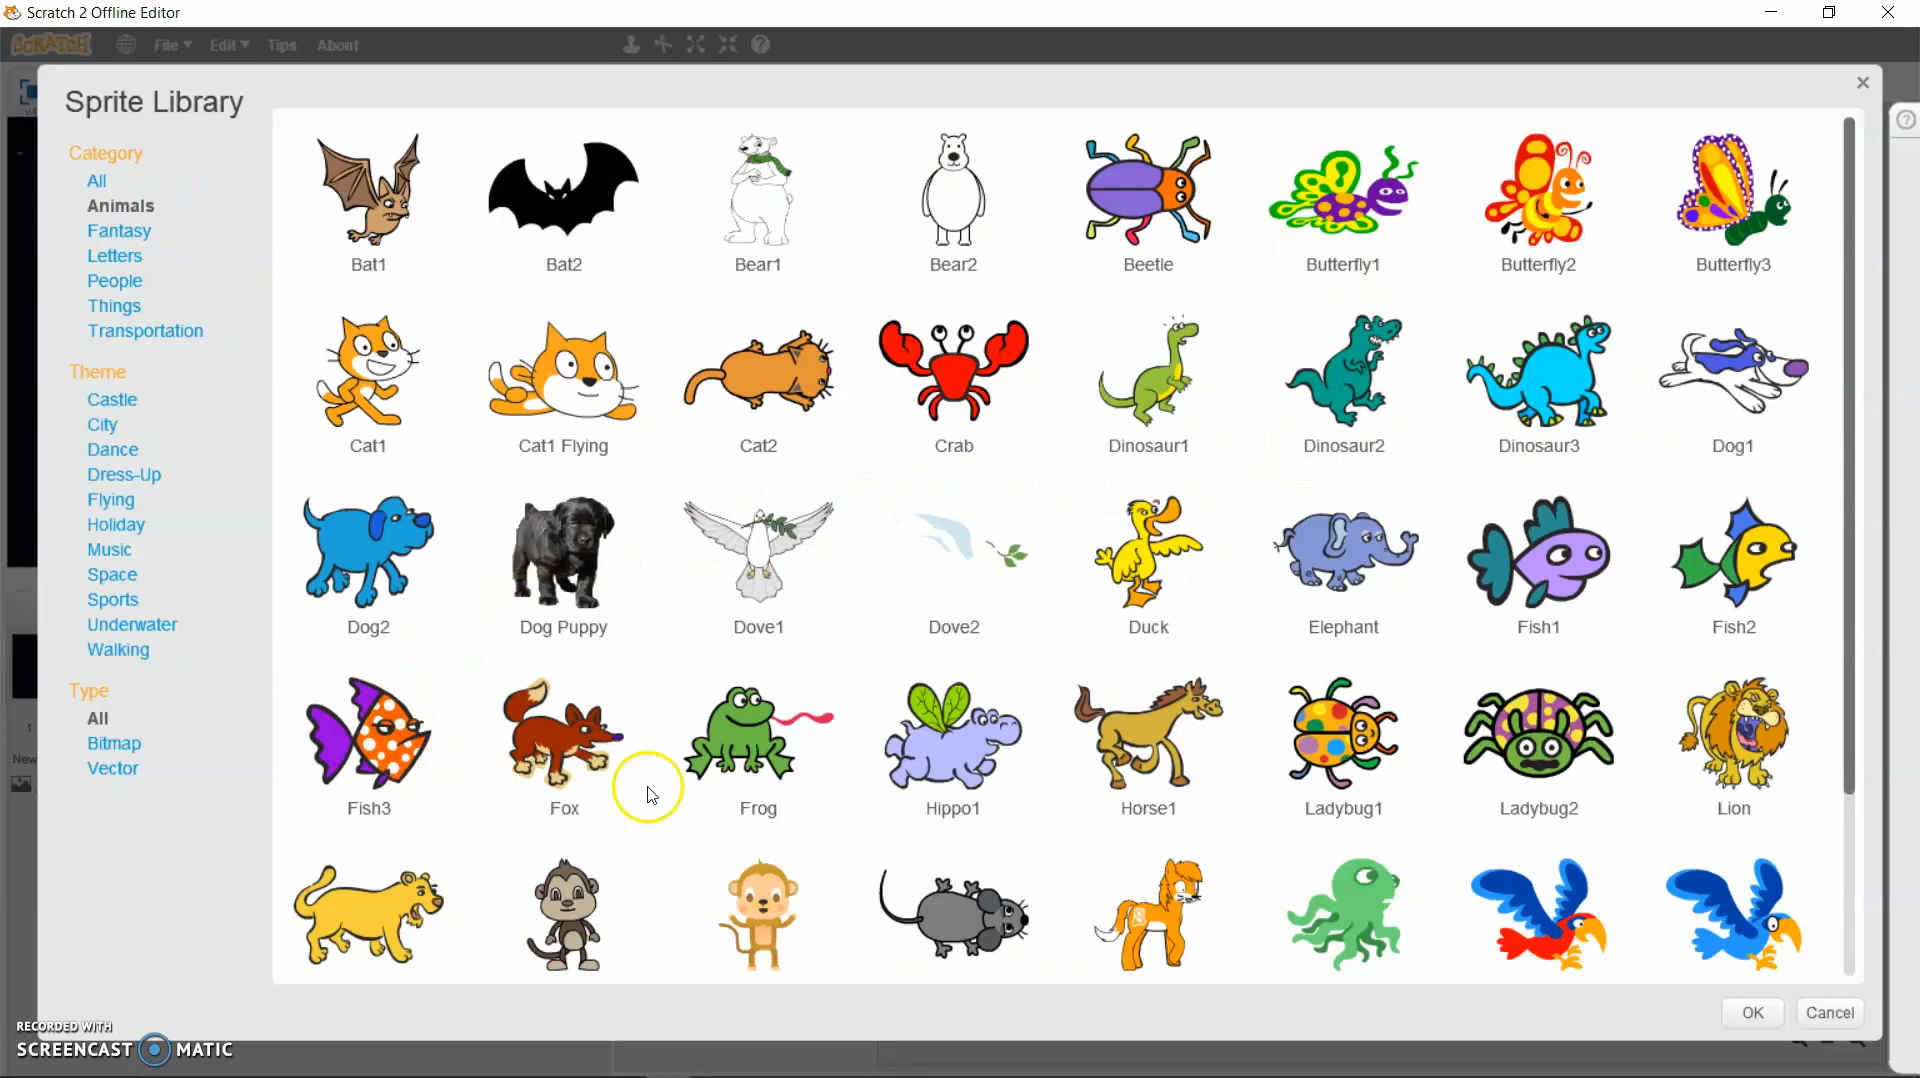 Scratch 2 Offline Editor
SCRATCH File Edit Tips About
Sprite Library
Category
All
Animals
Fantasy
Letters
People
Things
Transportation
Theme
Castle
City
Dance
Dress-Up
Flying
Holiday
Music
Space
Sports
Underwater
Walking
Type
All
Bitmap
Vector
Bat1 Bat2 Bear1 Bear2 Beetle Butterfly1 Butterfly2 Butterfly3
Cat1 Cat1 Flying Cat2 Crab Dinosaur1 Dinosaur2 Dinosaur3 Dog1
Dog2 Dog Puppy Dove1 Dove2 Duck Elephant Fish1 Fish2
Fish3 Fox Frog Hippo1 Horse1 Ladybug1 Ladybug2 Lion
OK Cancel
New
1
RECORDED WITH
SCREENCAST MATIC